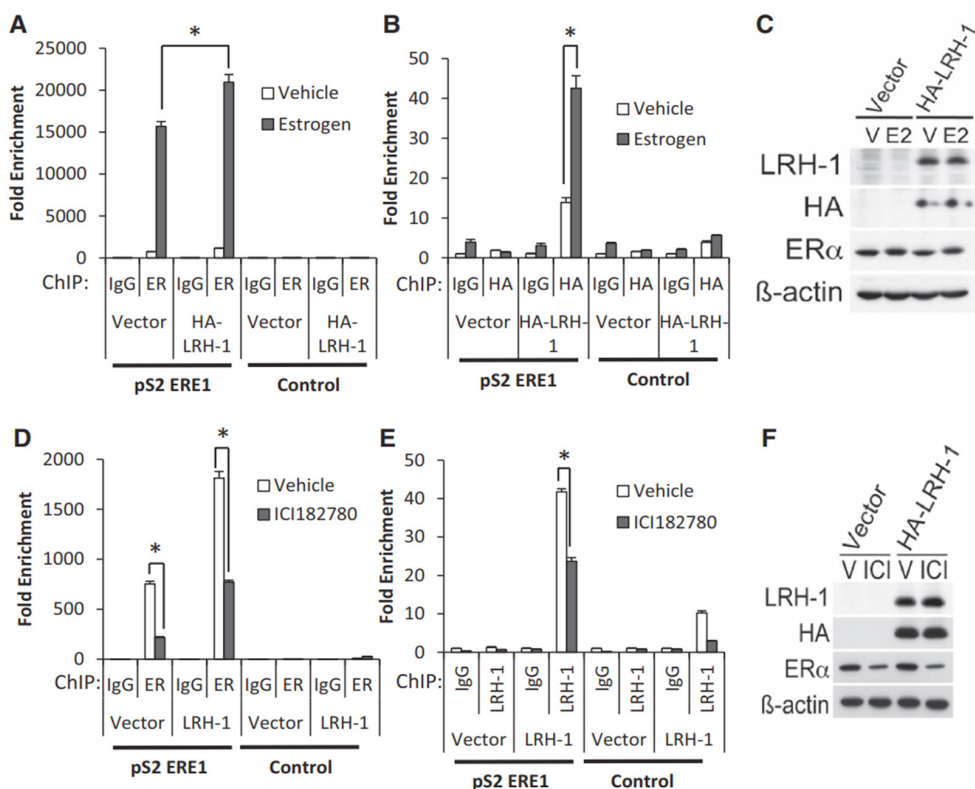 A
*
25000
20000
15000
10000
5000
0
Fold Enrichment
Vehicle
Estrogen
ChIP: IgG ER IgG ER IgG ER IgG ER
Vector HA-LRH-1 Vector HA-LRH-1
pS2 ERE1 Control
B
*
50
40
30
20
10
0
Fold Enrichment
Vehicle
Estrogen
ChIP: IgG HA IgG HA IgG HA IgG HA
Vector HA-LRH-1 Vector HA-LRH-1
pS2 ERE1 Control
C
Vector HA-LRH-1
V E2 V E2
LRH-1
HA
ERα
ß-actin
D
*
*
2000
1500
1000
500
0
Fold Enrichment
Vehicle
ICI182780
ChIP: IgG ER IgG ER IgG ER IgG ER
Vector LRH-1 Vector LRH-1
pS2 ERE1 Control
E
*
50
40
30
20
10
0
Fold Enrichment
Vehicle
ICI182780
ChIP: IgG LRH-1 IgG LRH-1 IgG LRH-1 IgG LRH-1
Vector LRH-1 Vector LRH-1
pS2 ERE1 Control
F
Vector HA-LRH-1
V ICI V ICI
LRH-1
HA
ERα
ß-actin